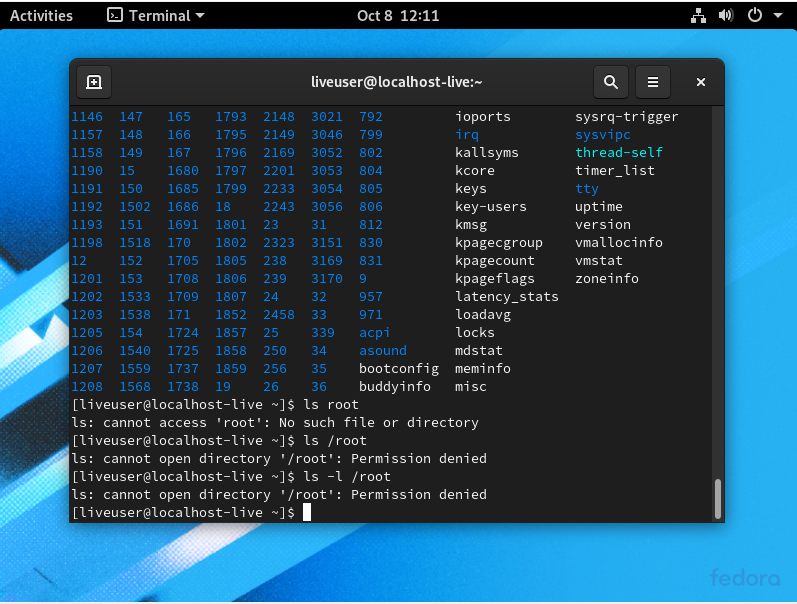 Activities Terminal Oct 8 12:11
liveuser@localhost-live:~
1146 147 165 1793 2148 3021 792 ioports sysrq-trigger
1157 148 166 1795 2149 3046 799 irq sysvipc
1158 149 167 1796 2169 3052 802 kallsyms thread-self
1190 15 1680 1797 2201 3053 804 kcore timer_list
1191 150 1685 1799 2233 3054 805 keys tty
1192 1502 1686 18 2243 3056 806 key-users uptime
1193 151 1691 1801 23 31 812 kmsg version
1198 1518 170 1802 2323 3151 830 kpagecgroup vmallocinfo
12 152 1705 1805 238 3169 831 kpagecount vmstat
1201 153 1708 1806 239 3170 9 kpageflags zoneinfo
1202 1533 1709 1807 24 32 957 latency_stats
1203 1538 171 1852 2458 33 971 loadavg
1205 154 1724 1857 25 339 acpi locks
1206 1540 1725 1858 250 34 asound mdstat
1207 1559 1737 1859 256 35 bootconfig meminfo
1208 1568 1738 19 26 36 buddyinfo misc
[liveuser@localhost-live ~]$ ls root
ls: cannot access 'root': No such file or directory
[liveuser@localhost-live ~]$ ls /root
ls: cannot open directory '/root': Permission denied
[liveuser@localhost-live ~]$ ls -l /root
ls: cannot open directory '/root': Permission denied
[liveuser@localhost-live ~]$
fedora